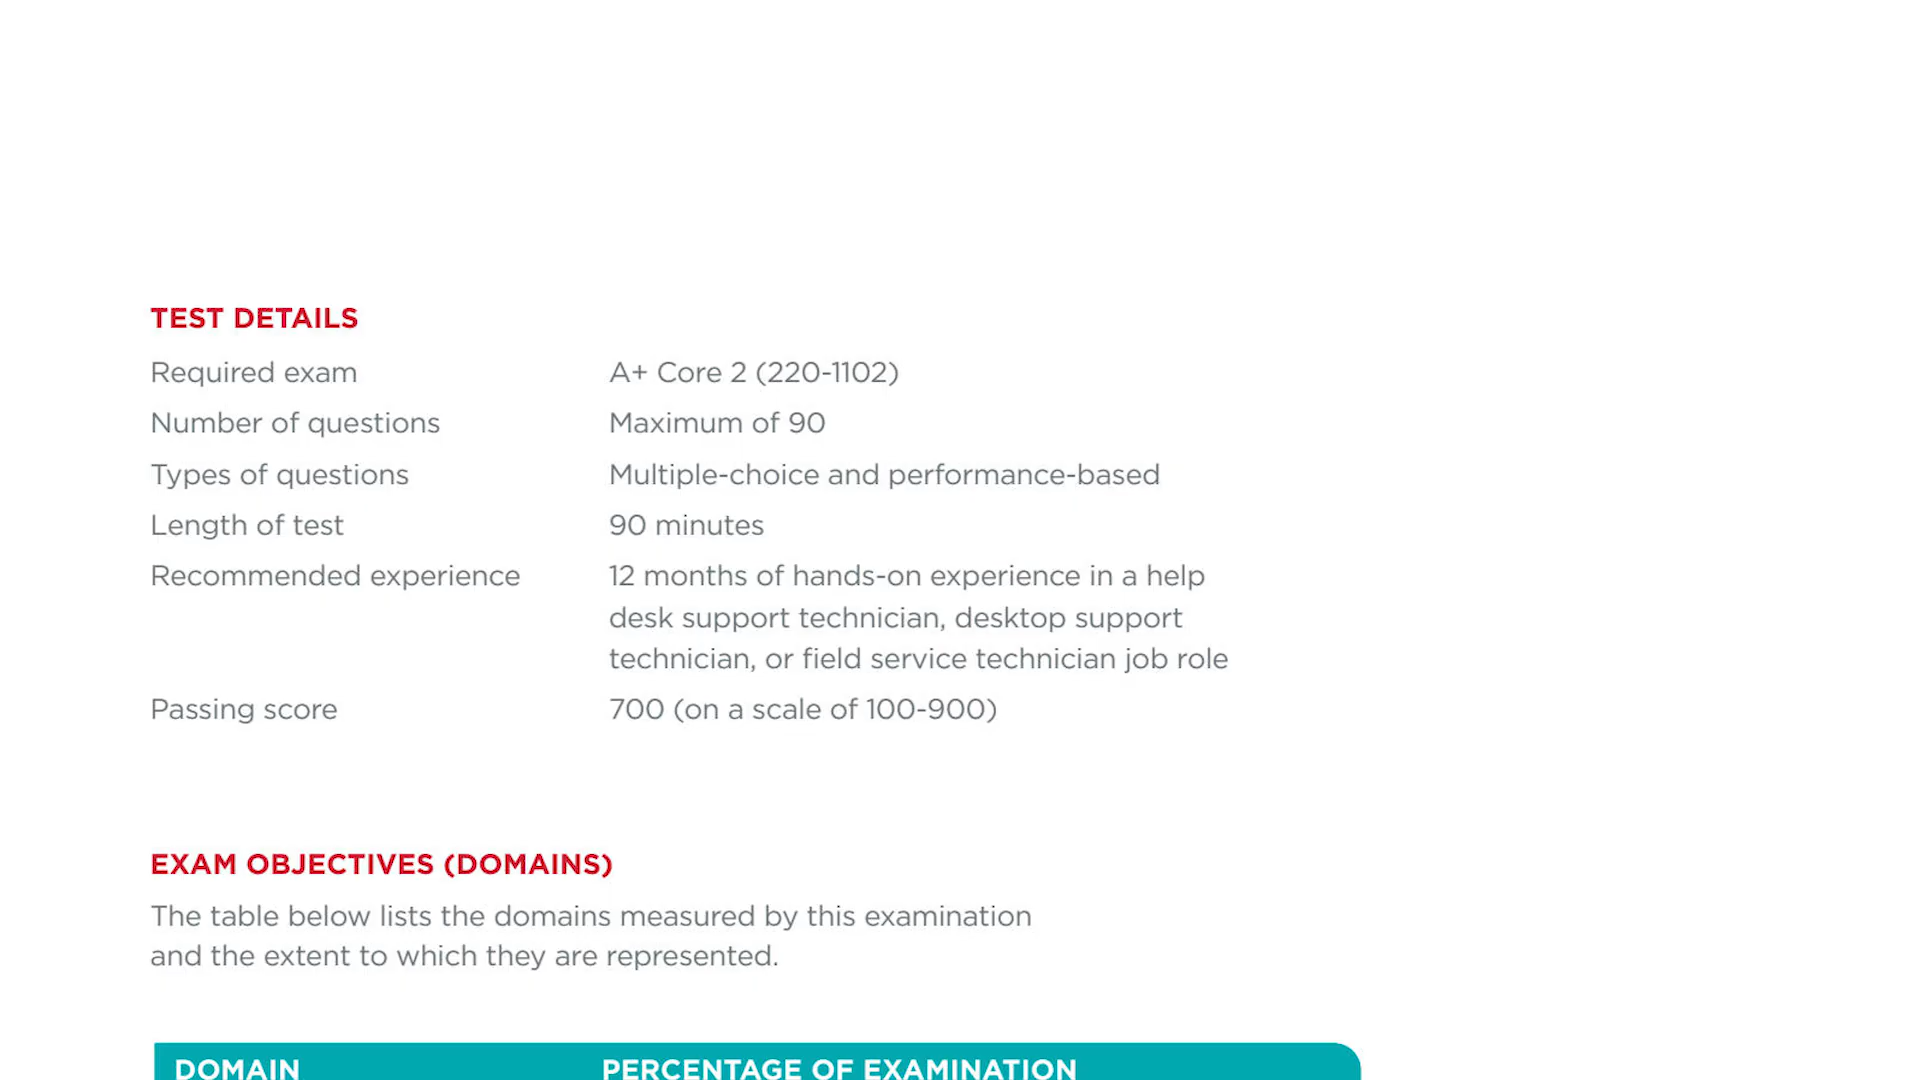 TEST DETAILS
Required exam A+ Core 2 (220-1102)
Number of questions Maximum of 90
Types of questions Multiple-choice and performance-based
Length of test 90 minutes
Recommended experience 12 months of hands-on experience in a help
desk support technician, desktop support
technician, or field service technician job role
Passing score 700 (on a scale of 100-900)
EXAM OBJECTIVES (DOMAINS)
The table below lists the domains measured by this examination
and the extent to which they are represented.
DOMAIN PERCENTAGE OF EXAMINATION